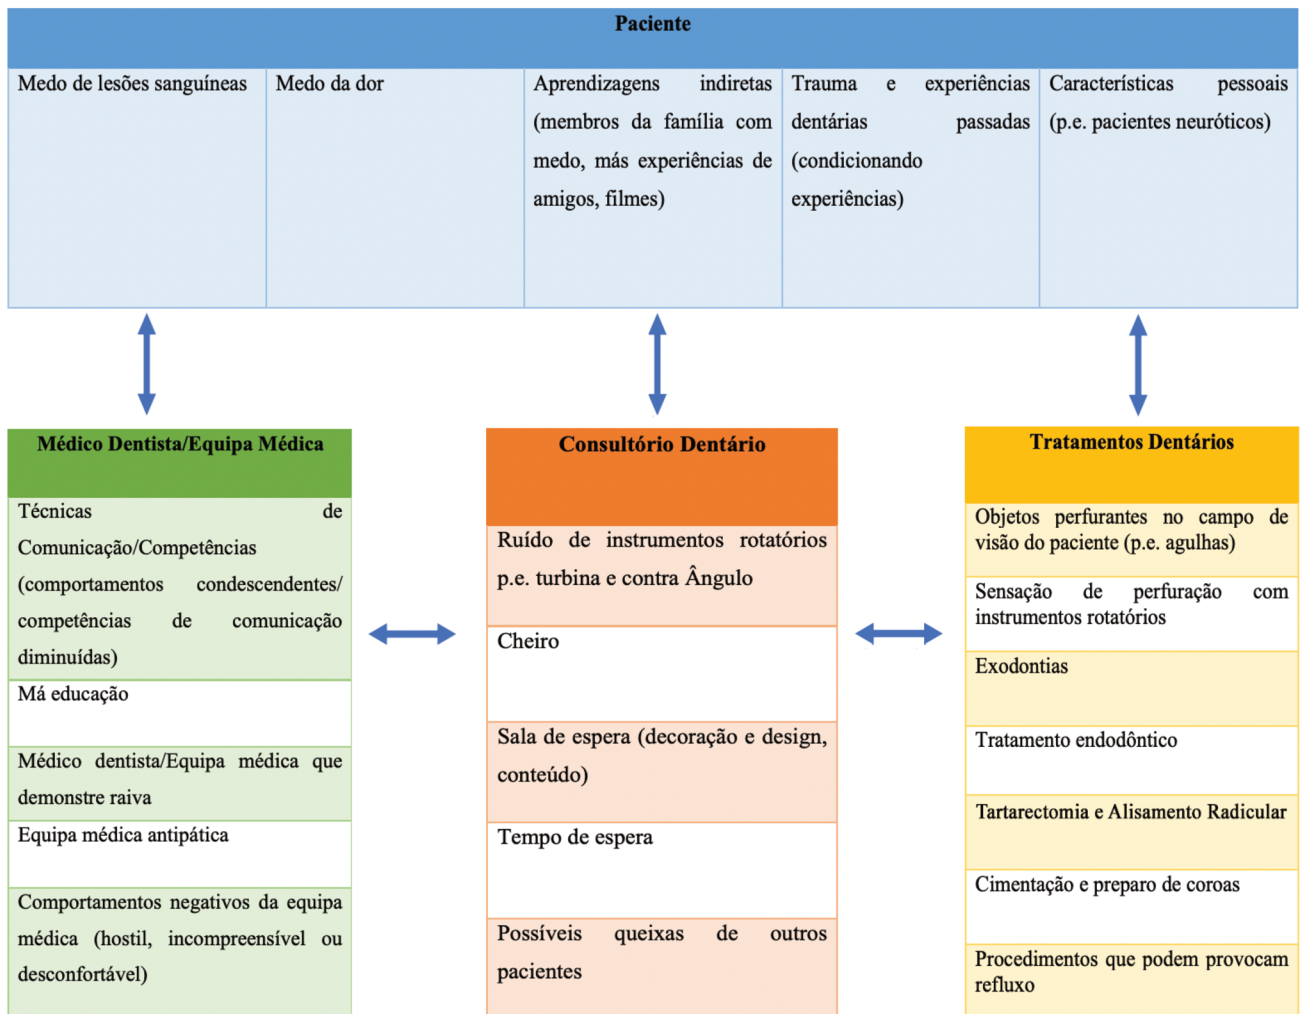 Paciente
Medo de lesões sanguíneas
Medo da dor
Aprendizagens indiretas
(membros da família com
medo, más experiências de
amigos, filmes)
Trauma e experiências
dentárias passadas
(condicionando
experiências)
Características pessoais
(p.e. pacientes neuróticos)
Médico Dentista/Equipa Médica
Técnicas de
Comunicação/Competências
(comportamentos condescendentes/
competências de comunicação
diminuídas)
Má educação
Médico dentista/Equipa médica que
demonstre raiva
Equipa médica antipática
Comportamentos negativos da equipa
médica (hostil, incompreensível ou
desconfortável)
Consultório Dentário
Ruído de instrumentos rotatórios
p.e. turbina e contra Ângulo
Cheiro
Sala de espera (decoração e design,
conteúdo)
Tempo de espera
Possíveis queixas de outros
pacientes
Tratamentos Dentários
Objetos perfurantes no campo de
visão do paciente (p.e. agulhas)
Sensação de perfuração com
instrumentos rotatórios
Exodontias
Tratamento endodôntico
Tartarectomia e Alisamento Radicular
Cimentação e preparo de coroas
Procedimentos que podem provocam
refluxo